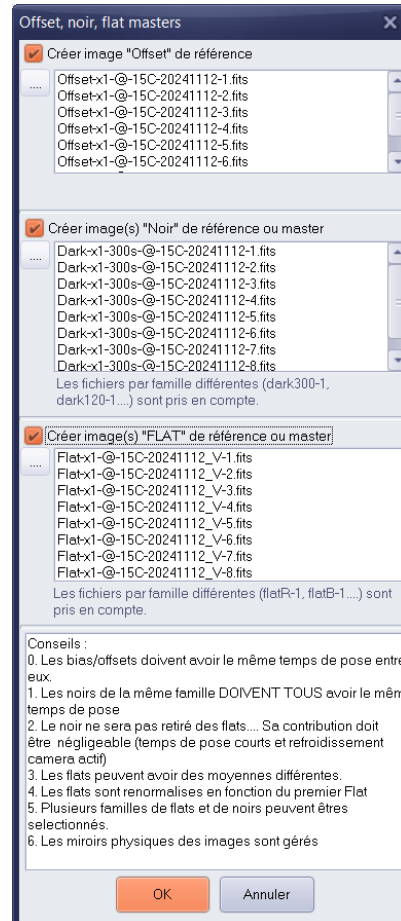 Offset, noir, flat masters
Créer image "Offset" de référence
....
Offset-x1-@-15C-20241112-1.fits
Offset-x1-@-15C-20241112-2.fits
Offset-x1-@-15C-20241112-3.fits
Offset-x1-@-15C-20241112-4.fits
Offset-x1-@-15C-20241112-5.fits
Offset-x1-@-15C-20241112-6.fits
Créer image(s) "Noir" de référence ou master
....
Dark-x1-300s-@-15C-20241112-1.fits
Dark-x1-300s-@-15C-20241112-2.fits
Dark-x1-300s-@-15C-20241112-3.fits
Dark-x1-300s-@-15C-20241112-4.fits
Dark-x1-300s-@-15C-20241112-5.fits
Dark-x1-300s-@-15C-20241112-6.fits
Dark-x1-300s-@-15C-20241112-7.fits
Dark-x1-300s-@-15C-20241112-8.fits
Les fichiers par famille différentes (dark300-1,
dark120-1....) sont pris en compte.
Créer image(s) "FLAT" de référence ou master
....
Flat-x1-@-15C-20241112_V-1.fits
Flat-x1-@-15C-20241112_V-2.fits
Flat-x1-@-15C-20241112_V-3.fits
Flat-x1-@-15C-20241112_V-4.fits
Flat-x1-@-15C-20241112_V-5.fits
Flat-x1-@-15C-20241112_V-6.fits
Flat-x1-@-15C-20241112_V-7.fits
Flat-x1-@-15C-20241112_V-8.fits
Les fichiers par famille différentes (flatR-1, flatB-1....) sont
pris en compte.
Conseils :
0. Les bias/offsets doivent avoir le même temps de pose entre
eux.
1. Les noirs de la même famille DOIVENT TOUS avoir le mêm
temps de pose
2. Le noir ne sera pas retiré des flats.... Sa contribution doit
être négligeable (temps de pose courts et refroidissement
camera actif)
3. Les flats peuvent avoir des moyennes différentes.
4. Les flats sont renormalises en fonction du premier Flat
5. Plusieurs familles de flats et de noirs peuvent êtres
selectionnés.
6. Les miroirs physiques des images sont gérés
OK
Annuler